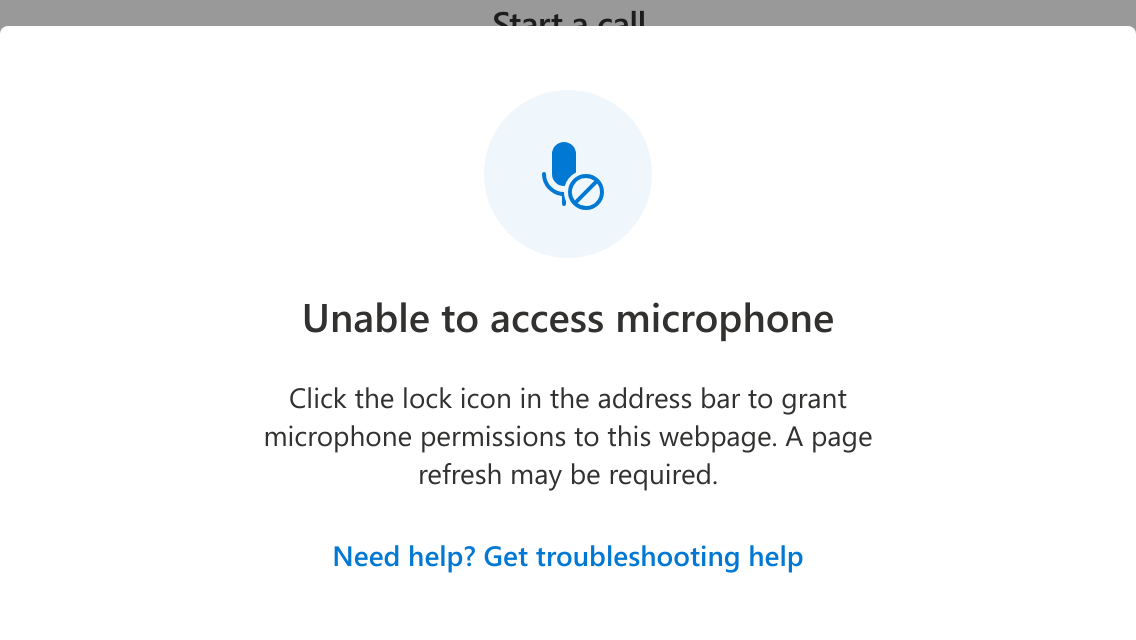 Start a call
Unable to access microphone
Click the lock icon in the address bar to grant
microphone permissions to this webpage. A page
refresh may be required.
Need help? Get troubleshooting help